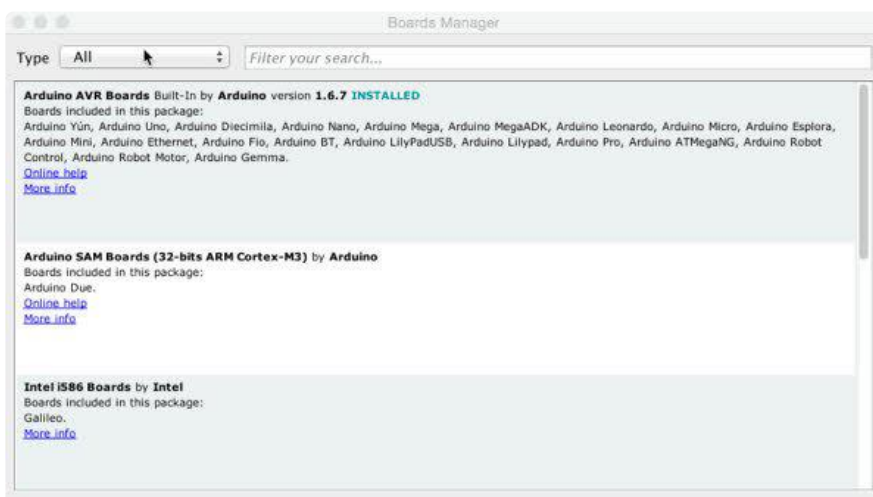 Boards Manager
Type All Filter your search...
Arduino AVR Boards Built-In by Arduino version 1.6.7 INSTALLED
Boards included in this package:
Arduino Yún, Arduino Uno, Arduino Diecimila, Arduino Nano, Arduino Mega, Arduino MegaADK, Arduino Leonardo, Arduino Micro, Arduino Esplora,
Arduino Mini, Arduino Ethernet, Arduino Fio, Arduino BT, Arduino LilyPadUSB, Arduino Lilypad, Arduino Pro, Arduino ATMegaNG, Arduino Robot
Control, Arduino Robot Motor, Arduino Gemma.
Online help
More info
Arduino SAM Boards (32-bits ARM Cortex-M3) by Arduino
Boards included in this package:
Arduino Due.
Online help
More info
Intel i586 Boards by Intel
Boards included in this package:
Galileo.
More info